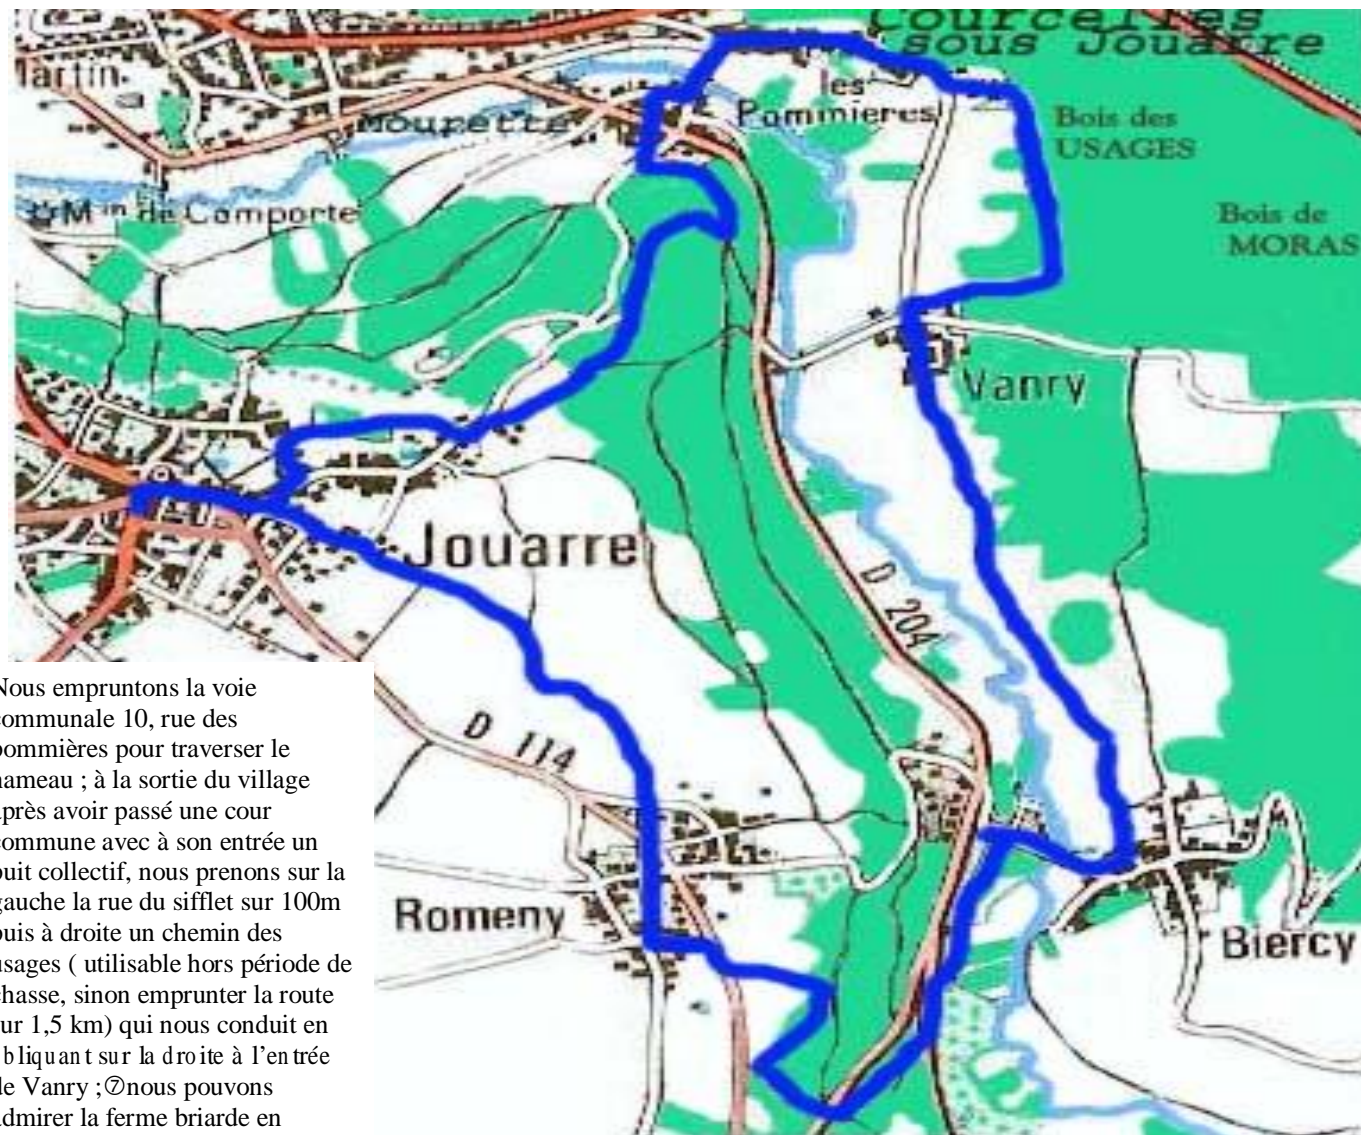 Courcelles
sous Jouarre
Martin
les
Pommieres
Mourette
Bois des
USAGES
Mⁱⁿ de Comporte
Bois de
MORAS
Vanry
Jouarre
D 204
D 114
Romeny
Biercy
Nous empruntons la voie
communale 10, rue des
pommières pour traverser le
hameau ; à la sortie du village
après avoir passé une cour
commune avec à son entrée un
puit collectif, nous prenons sur la
gauche la rue du sifflet sur 100m
puis à droite un chemin des
usages ( utilisable hors période de
chasse, sinon emprunter la route
sur 1,5 km) qui nous conduit en
obliquant sur la droite à l’entrée
de Vanry ;⑦nous pouvons
admirer la ferme briarde en